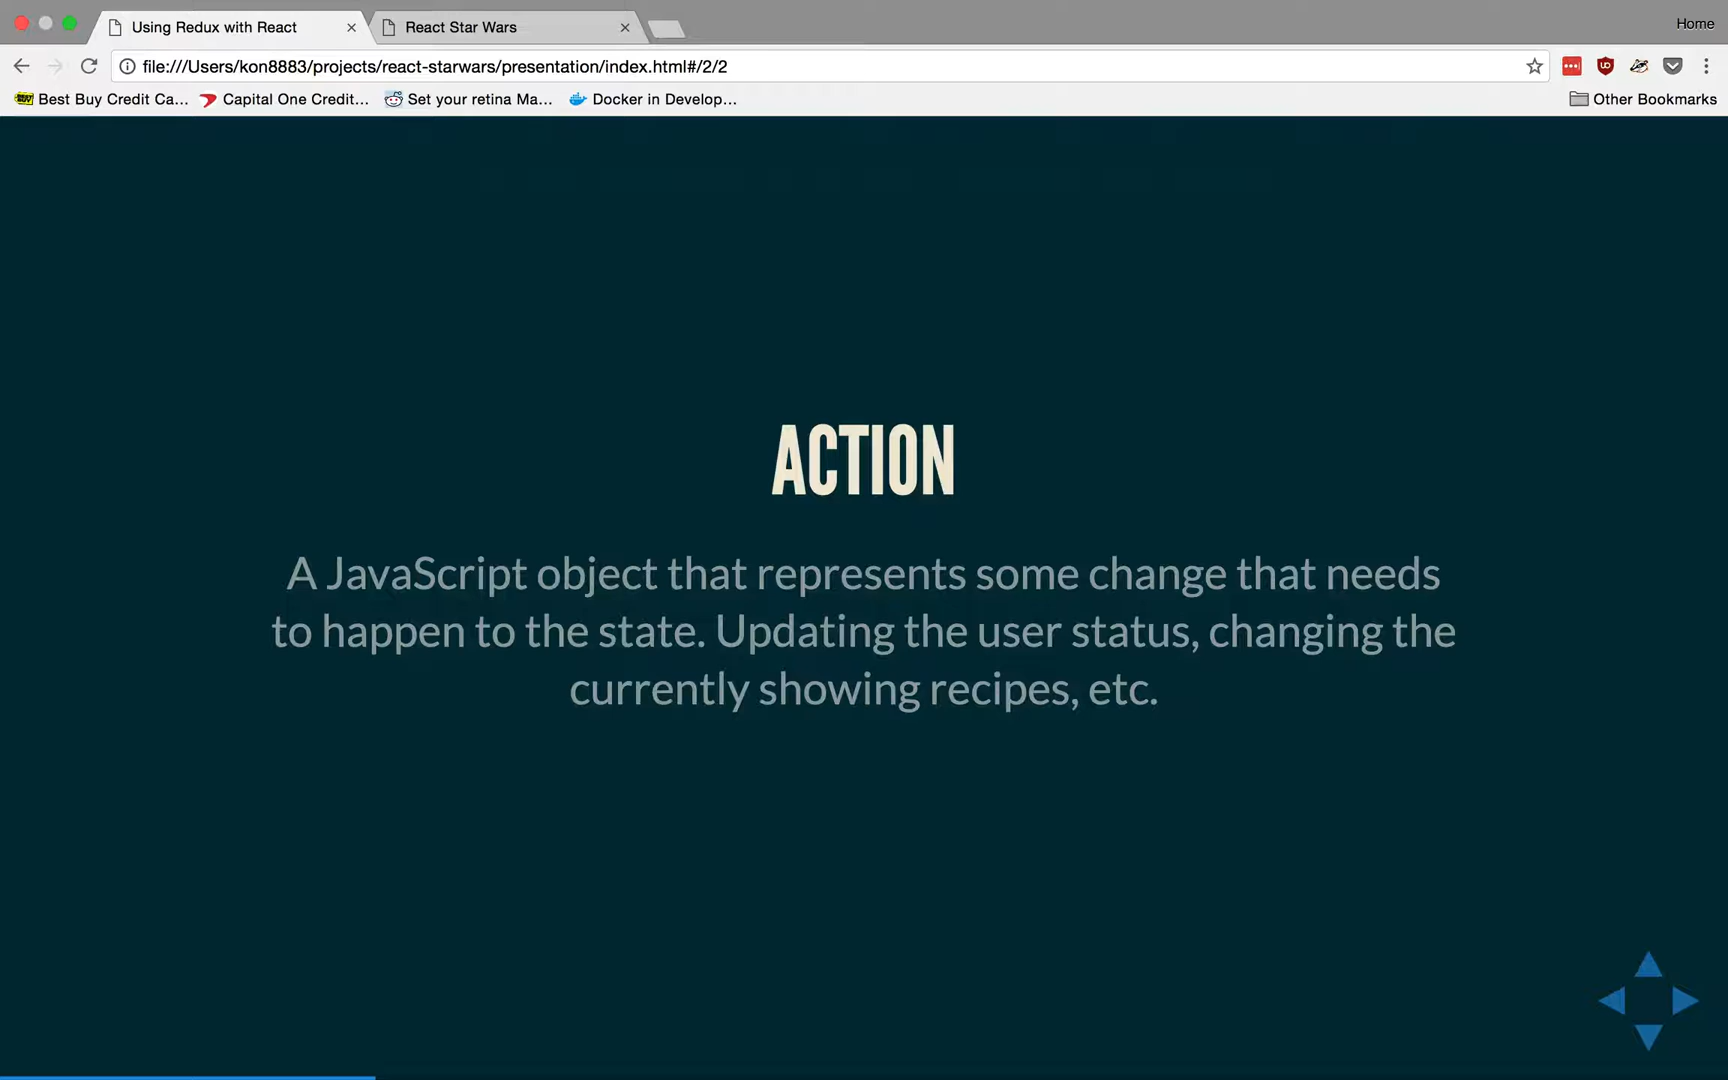 Using Redux with React
React Star Wars
Home
file:///Users/kon8883/projects/react-starwars/presentation/index.html#/2/2
Best Buy Credit Ca...
Capital One Credit...
Set your retina Ma...
Docker in Develop...
Other Bookmarks
ACTION
A JavaScript object that represents some change that needs
to happen to the state. Updating the user status, changing the
currently showing recipes, etc.